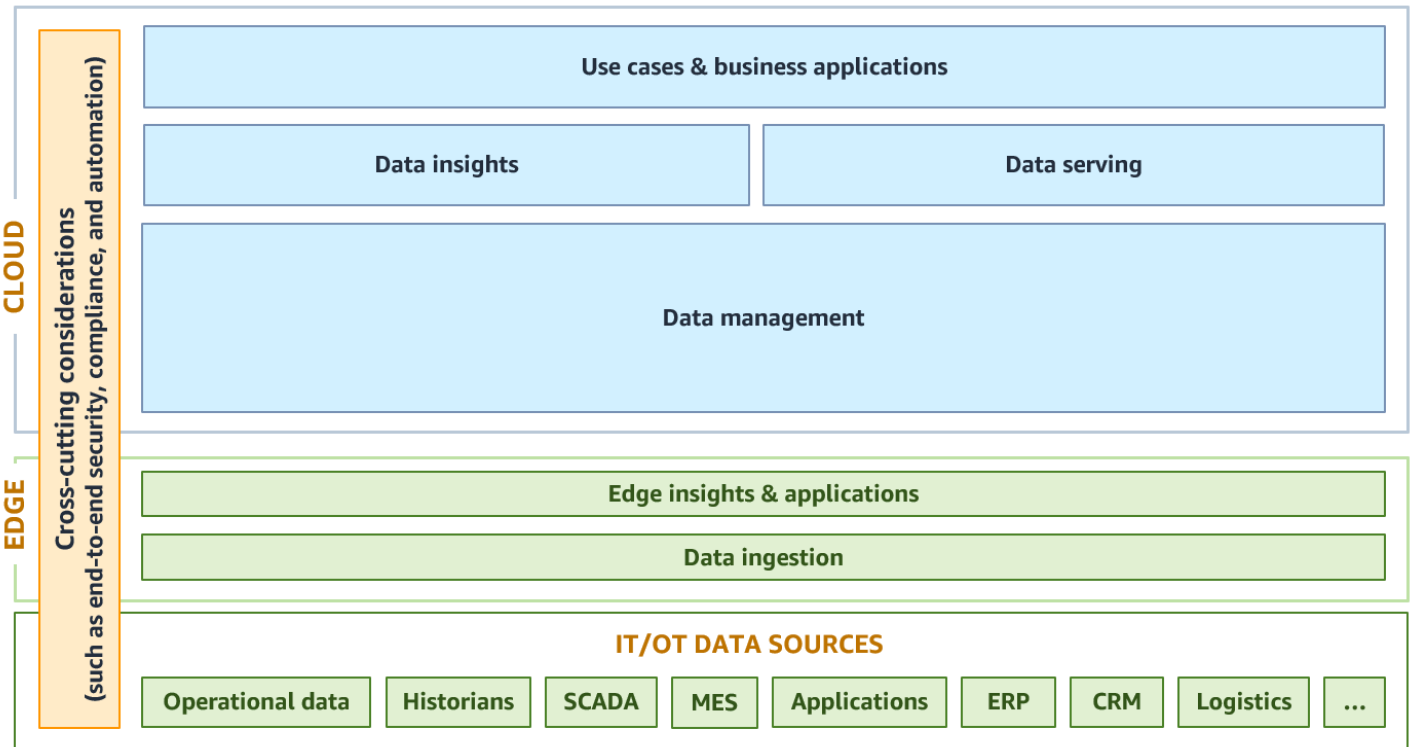 CLOUD
Cross-cutting considerations
(such as end-to-end security, compliance, and automation)
Use cases & business applications
Data insights
Data serving
Data management
EDGE
Edge insights & applications
Data ingestion
IT/OT DATA SOURCES
Operational data
Historians
SCADA
MES
Applications
ERP
CRM
Logistics
...